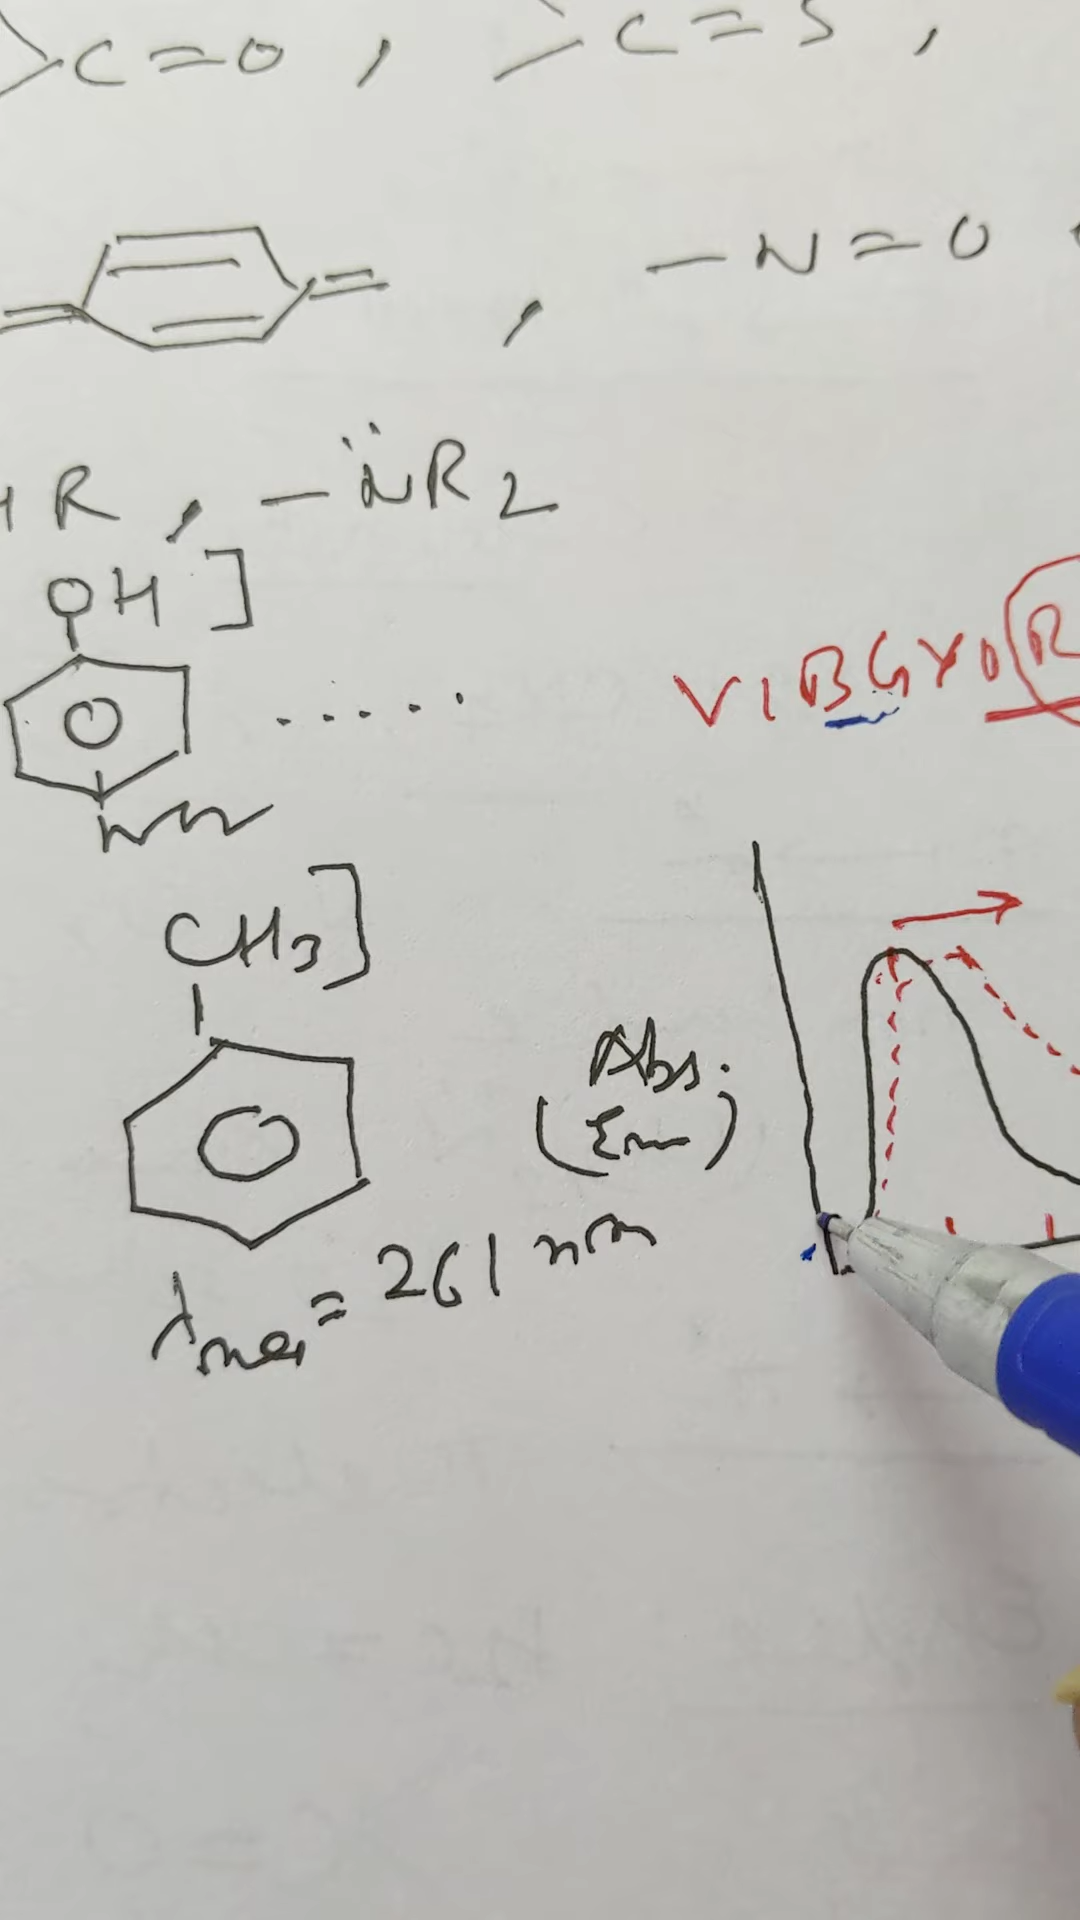 >C=O, >C=S,
-N=O
R, -N̈R2
OH]
VIBGYOR
CH3]
Abs.
(Em)
λmax = 261 nm